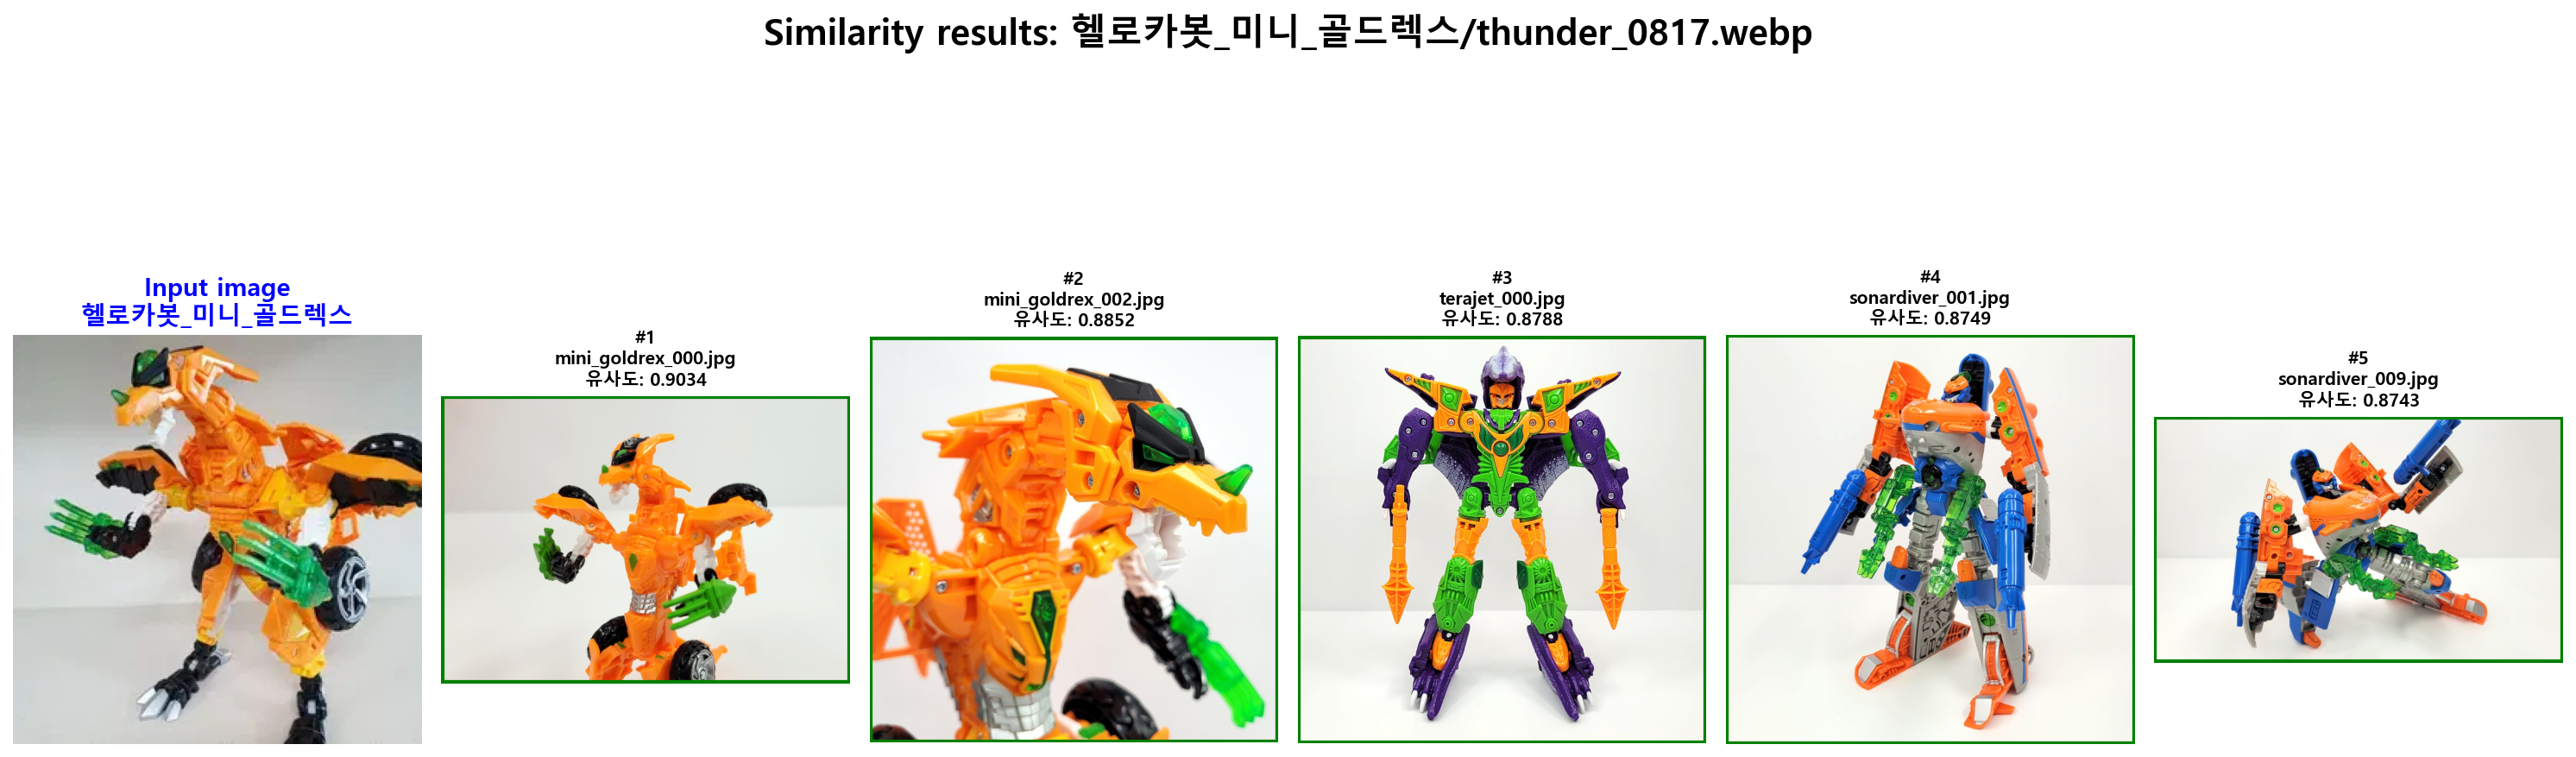 Similarity results: 헬로카봇_미니_골드렉스/thunder_0817.webp
Input image
헬로카봇_미니_골드렉스
#1
mini_goldrex_000.jpg
유사도: 0.9034
#2
mini_goldrex_002.jpg
유사도: 0.8852
#3
terajet_000.jpg
유사도: 0.8788
#4
sonardiver_001.jpg
유사도: 0.8749
#5
sonardiver_009.jpg
유사도: 0.8743